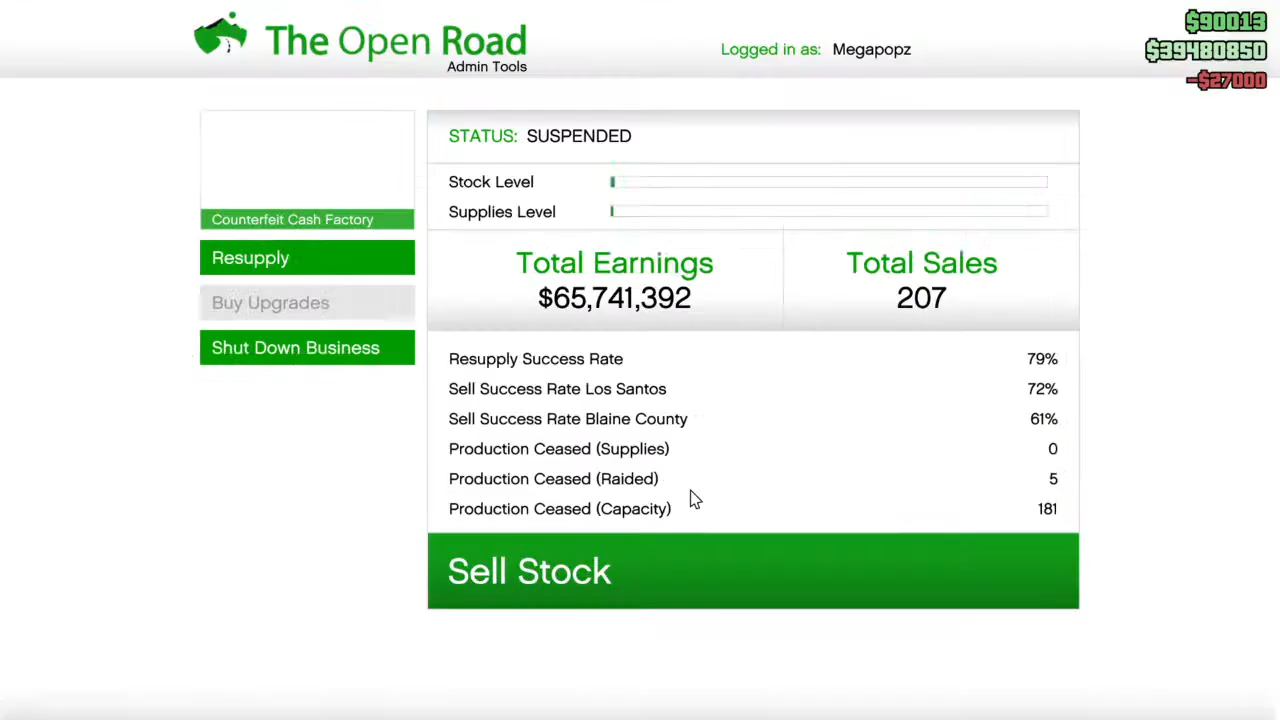 The Open Road
Admin Tools
Logged in as: Megapopz
$90013
$39480850
-$27000
Counterfeit Cash Factory
Resupply
Buy Upgrades
Shut Down Business
STATUS: SUSPENDED
Stock Level
Supplies Level
Total Earnings
$65,741,392
Total Sales
207
Resupply Success Rate 79%
Sell Success Rate Los Santos 72%
Sell Success Rate Blaine County 61%
Production Ceased (Supplies) 0
Production Ceased (Raided) 5
Production Ceased (Capacity) 181
Sell Stock